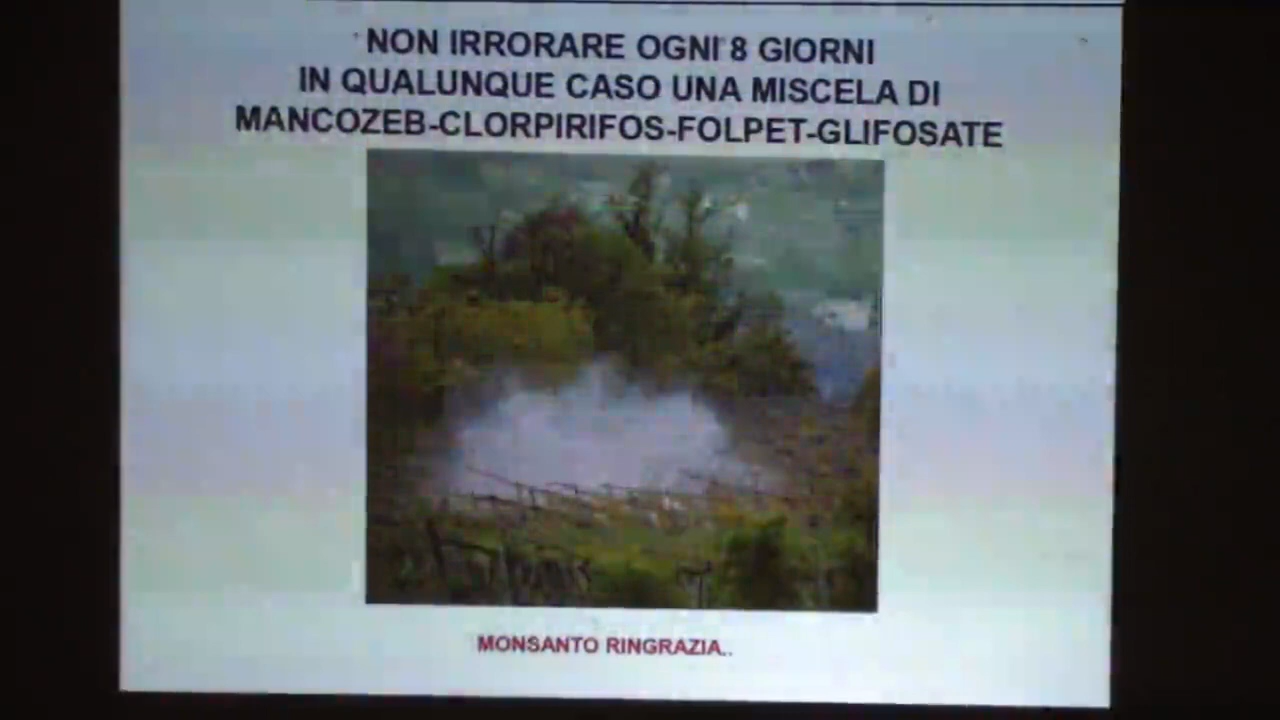 NON IRRORARE OGNI 8 GIORNI
IN QUALUNQUE CASO UNA MISCELA DI
MANCOZEB-CLORPIRIFOS-FOLPET-GLIFOSATE
MONSANTO RINGRAZIA..